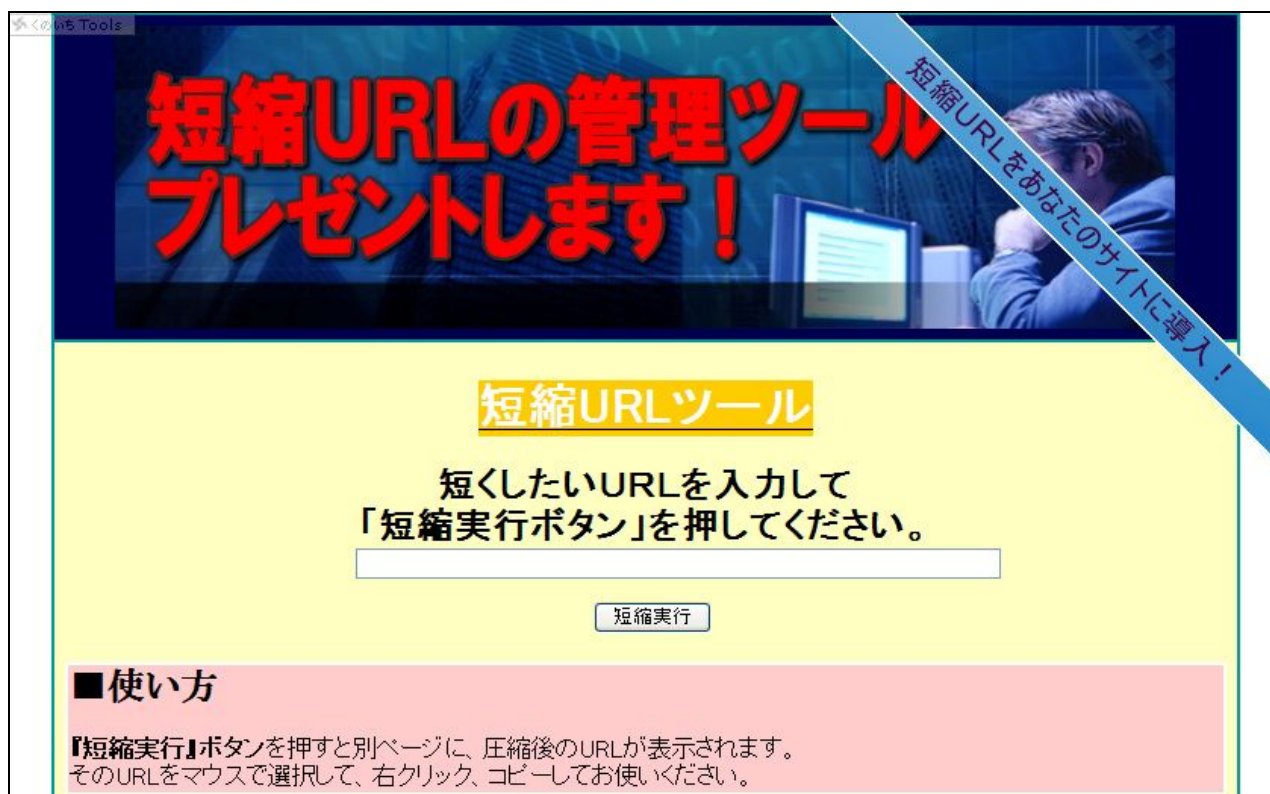 くのいち Tools
短縮URLの管理ツール
プレゼントします！
短縮URLをあなたのサイトに導入！
短縮URLツール
短くしたいURLを入力して
「短縮実行ボタン」を押してください。
短縮実行
■使い方
『短縮実行』ボタンを押すと別ページに、圧縮後のURLが表示されます。
そのURLをマウスで選択して、右クリック、コピーしてお使いください。